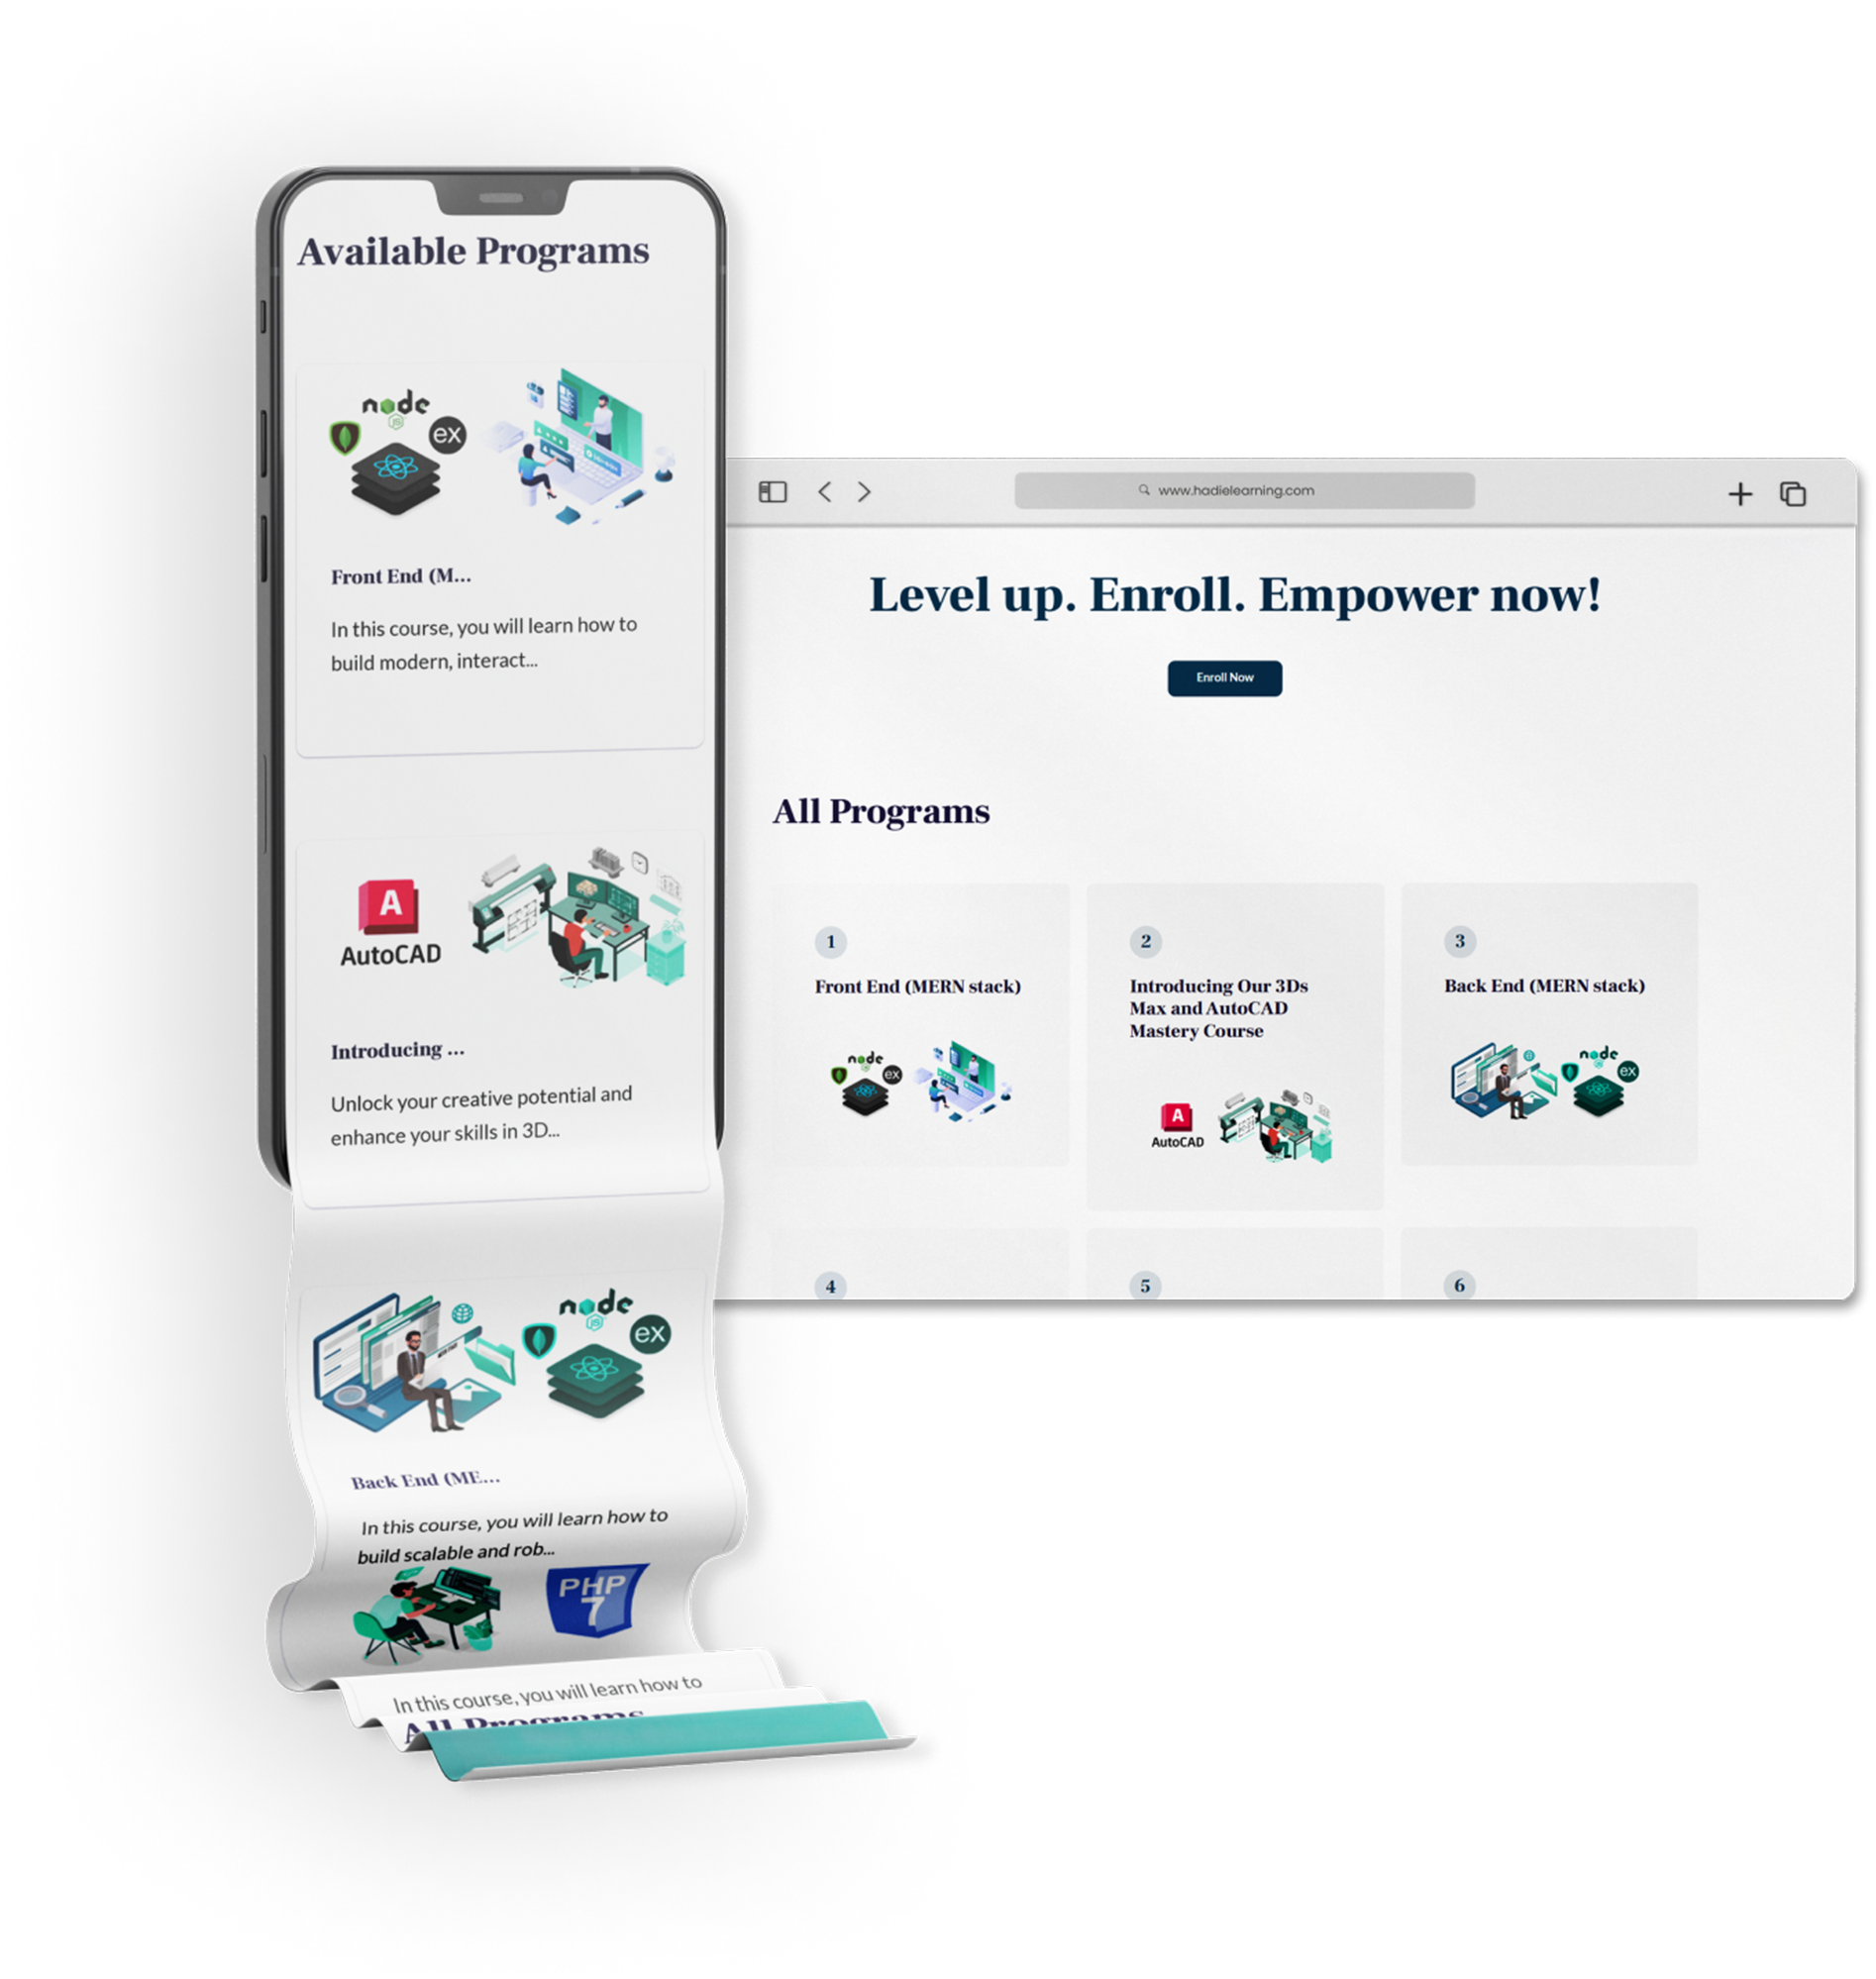 Available Programs
node
JS
ex
Front End (M...
In this course, you will learn how to
build modern, interact...
A
AutoCAD
Introducing ...
Unlock your creative potential and
enhance your skills in 3D...
node
JS
ex
Back End (ME...
In this course, you will learn how to
build scalable and rob...
PHP
7
In this course, you will learn how to
All Programs
www.hadielearning.com
Level up. Enroll. Empower now!
Enroll Now
All Programs
1
Front End (MERN stack)
node
ex
2
Introducing Our 3Ds
Max and AutoCAD
Mastery Course
A
AutoCAD
3
Back End (MERN stack)
node
ex
4
5
6